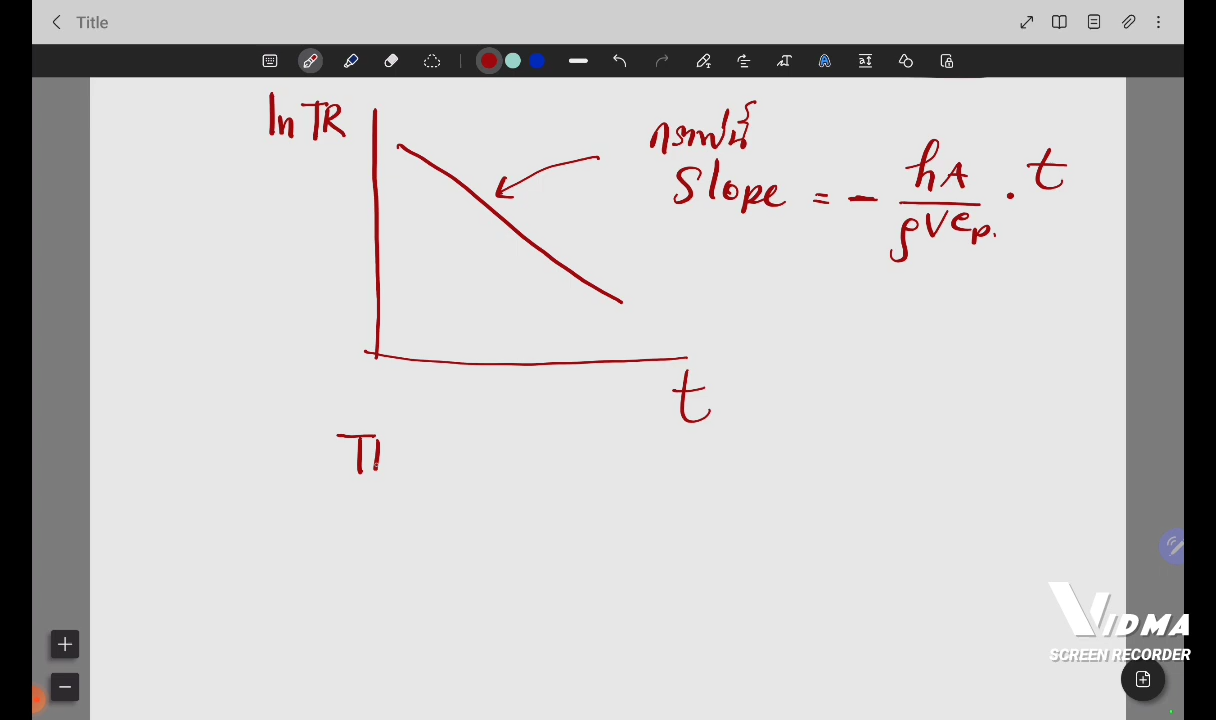 Title
ln TR
กราฟนี้
Slope = - hA / ρVCp. · t
t
T
VIDMA
SCREEN RECORDER